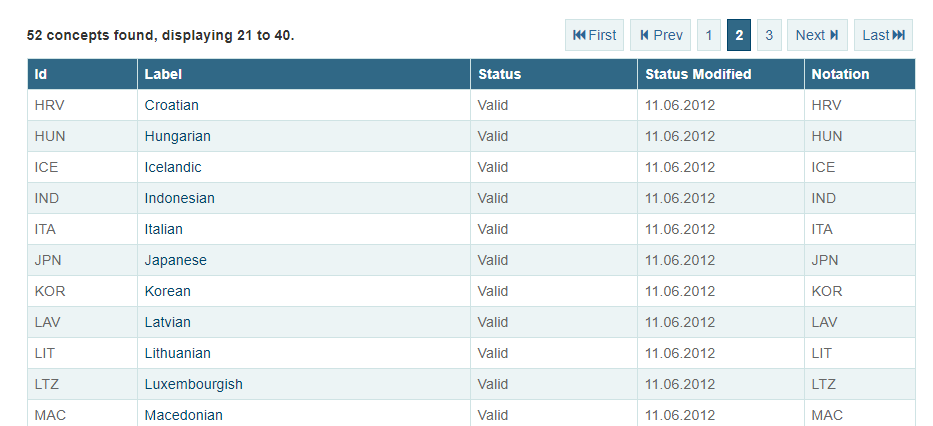 52 concepts found, displaying 21 to 40. First Prev 1 2 3 Next Last
Id Label Status Status Modified Notation
HRV Croatian Valid 11.06.2012 HRV
HUN Hungarian Valid 11.06.2012 HUN
ICE Icelandic Valid 11.06.2012 ICE
IND Indonesian Valid 11.06.2012 IND
ITA Italian Valid 11.06.2012 ITA
JPN Japanese Valid 11.06.2012 JPN
KOR Korean Valid 11.06.2012 KOR
LAV Latvian Valid 11.06.2012 LAV
LIT Lithuanian Valid 11.06.2012 LIT
LTZ Luxembourgish Valid 11.06.2012 LTZ
MAC Macedonian Valid 11.06.2012 MAC